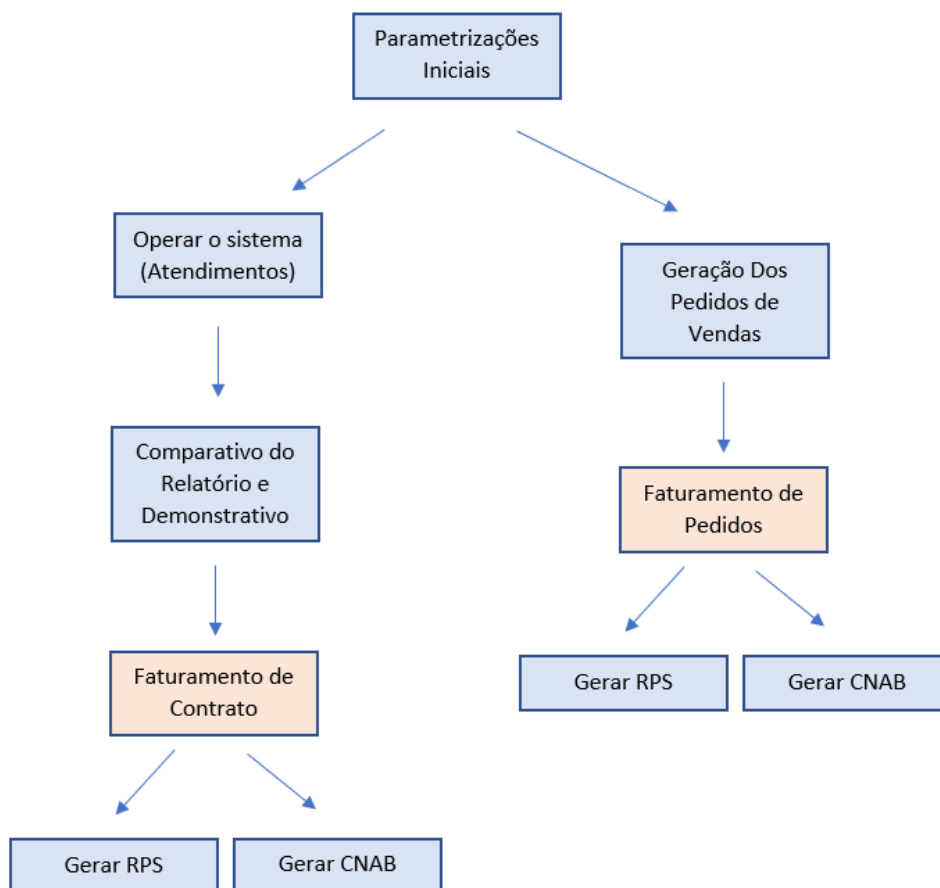 Parametrizações
Iniciais
Operar o sistema
(Atendimentos)
Geração Dos
Pedidos de
Vendas
Comparativo do
Relatório e
Demonstrativo
Faturamento de
Pedidos
Faturamento de
Contrato
Gerar RPS
Gerar CNAB
Gerar RPS
Gerar CNAB